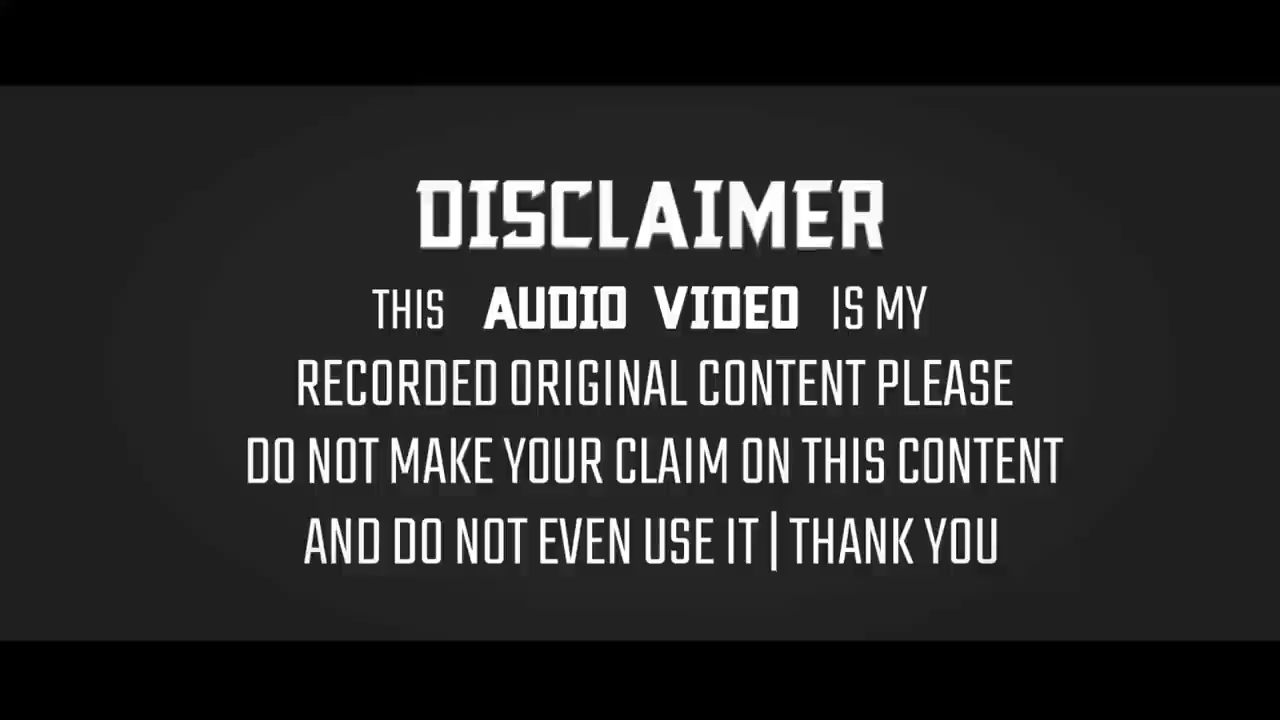 DISCLAIMER
THIS AUDIO VIDEO IS MY
RECORDED ORIGINAL CONTENT PLEASE
DO NOT MAKE YOUR CLAIM ON THIS CONTENT
AND DO NOT EVEN USE IT | THANK YOU